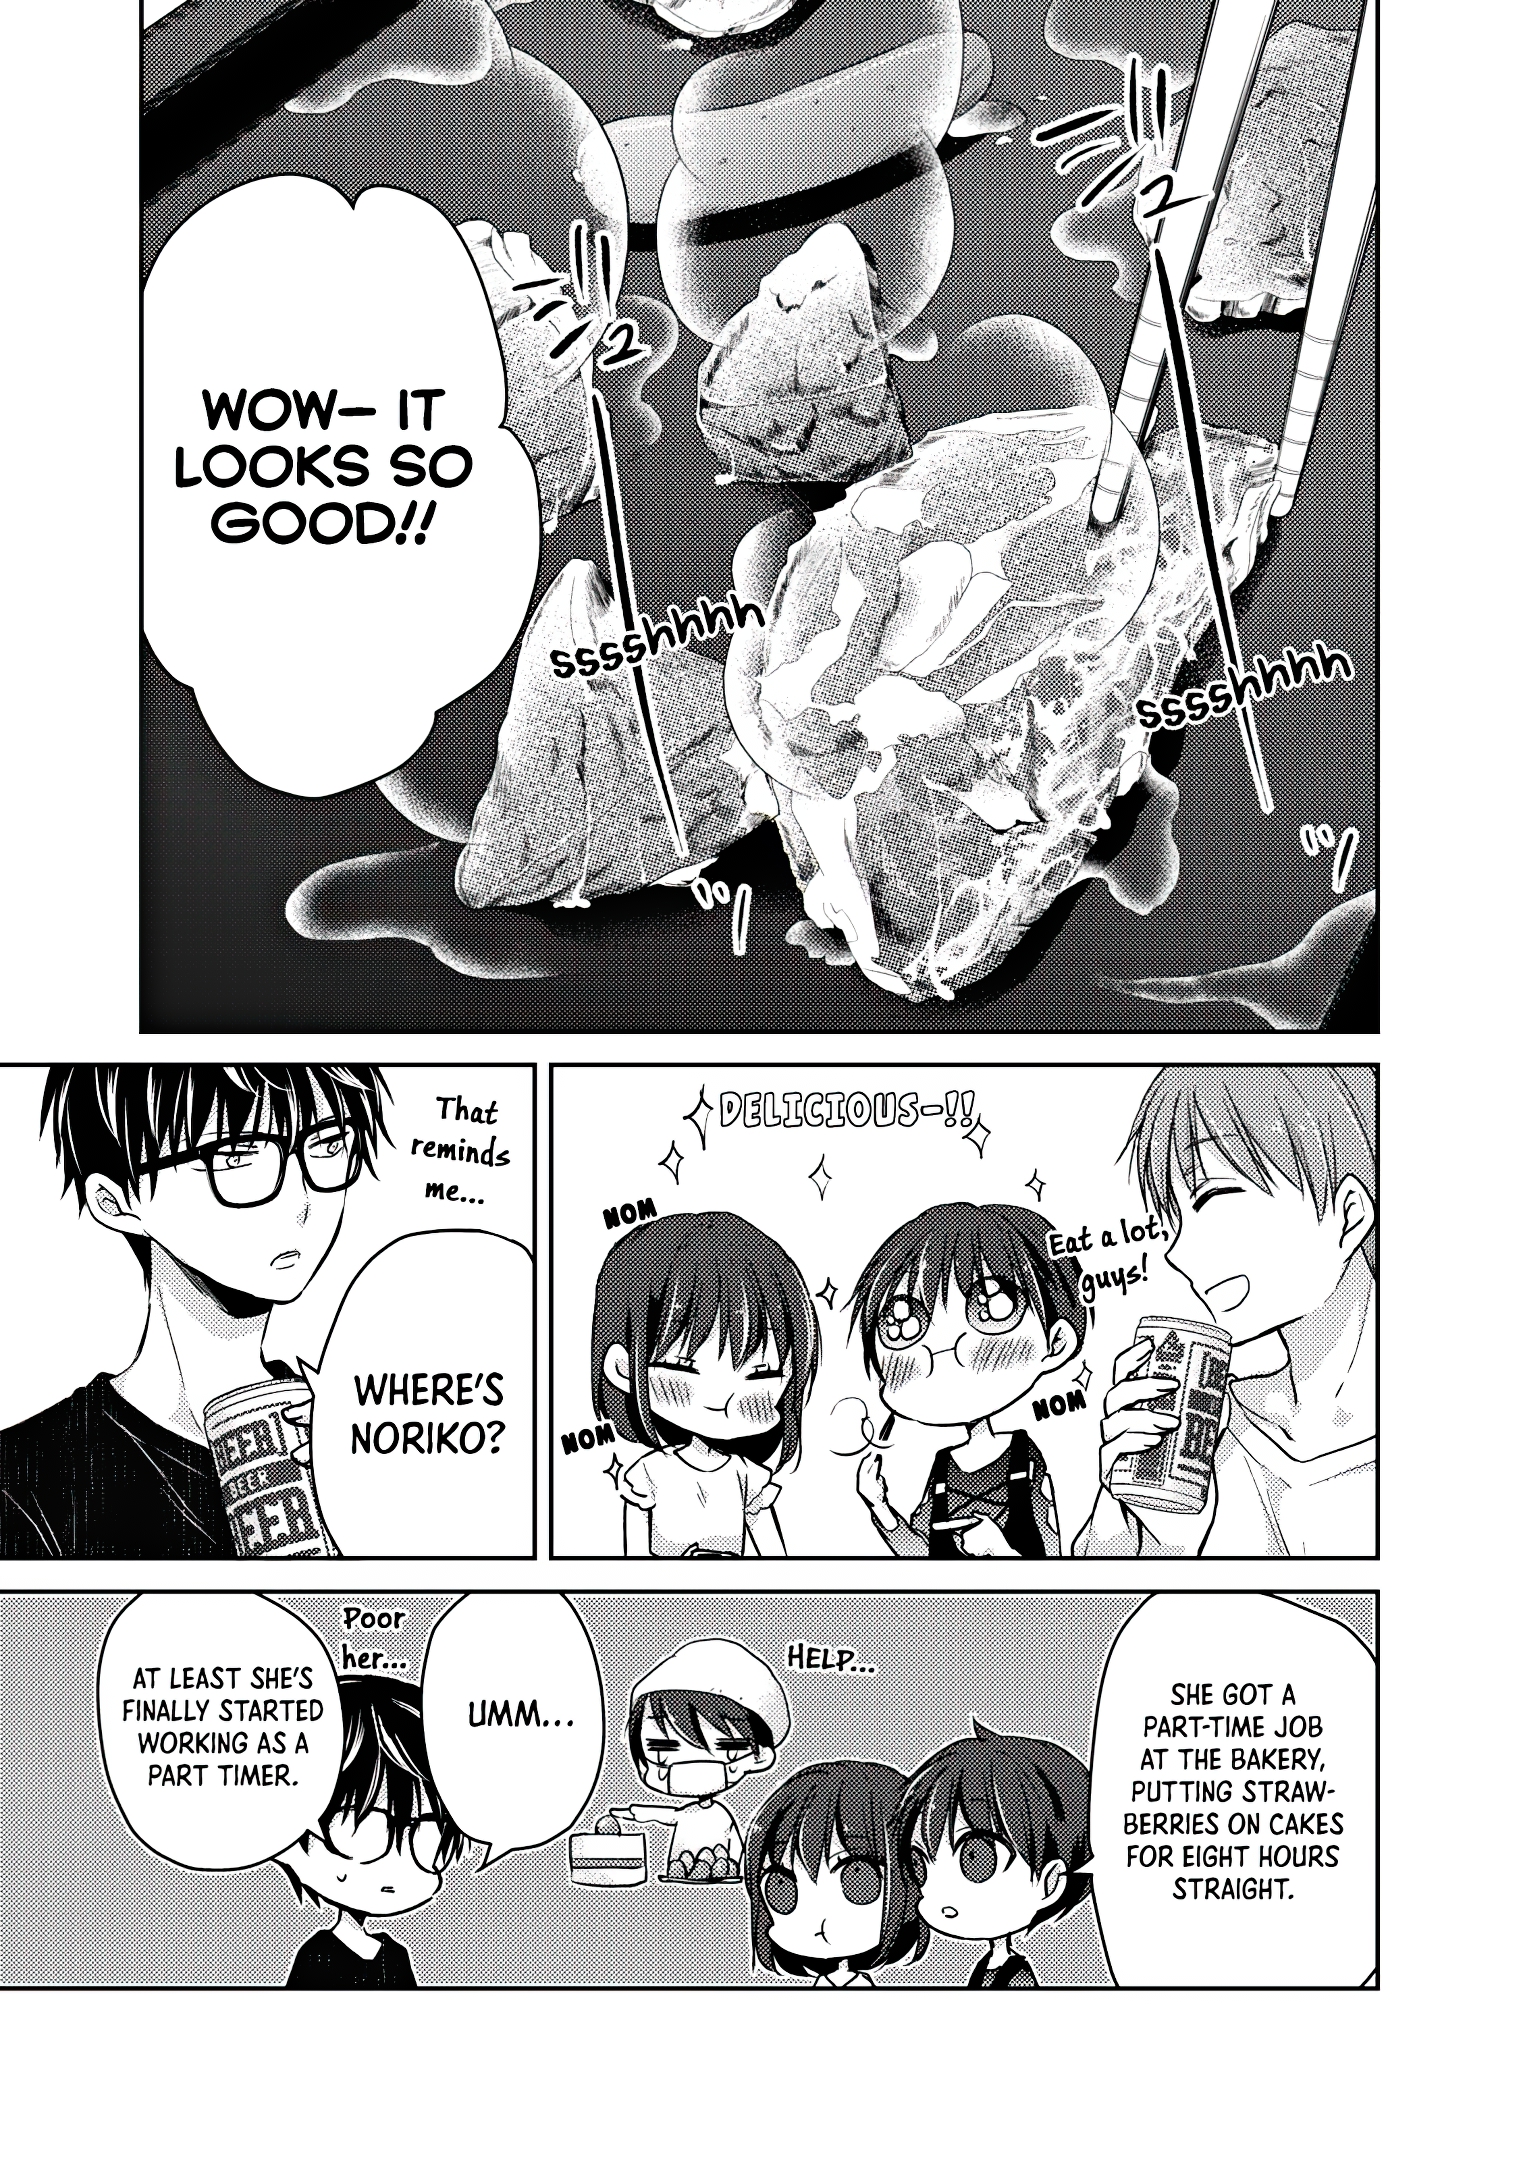 WOW— IT
LOOKS SO
GOOD!!
sssshhhh
sssshhhh
DELICIOUS-!!
Eat a lot,
guys!
NOM
NOM
NOM
That
reminds
me...
WHERE'S
NORIKO?
BEER
BEER
SHE GOT A
PART-TIME JOB
AT THE BAKERY,
PUTTING STRAW-
BERRIES ON CAKES
FOR EIGHT HOURS
STRAIGHT.
HELP...
UMM...
Poor
her...
AT LEAST SHE'S
FINALLY STARTED
WORKING AS A
PART TIMER.